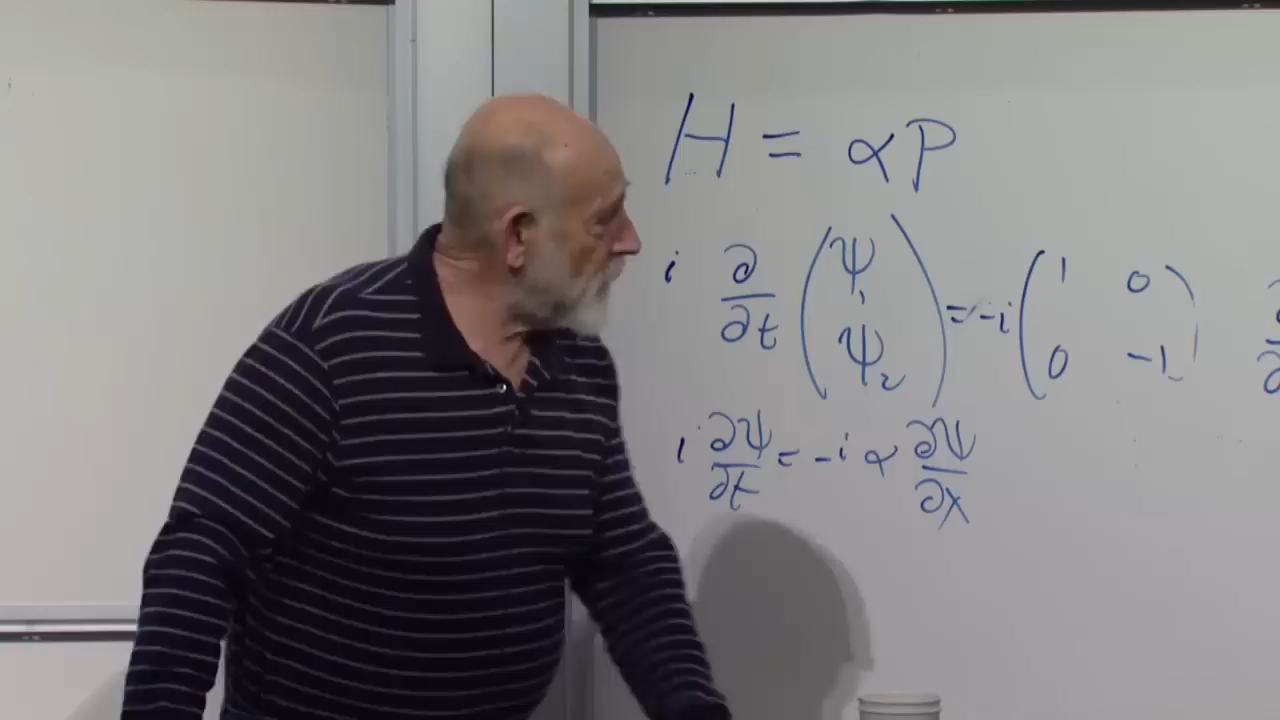 H = αP
i ∂/∂t (ψ₁ ψ₂) = -i (1 0 0 -1) ∂/∂
i ∂ψ/∂t = -i α ∂ψ/∂x